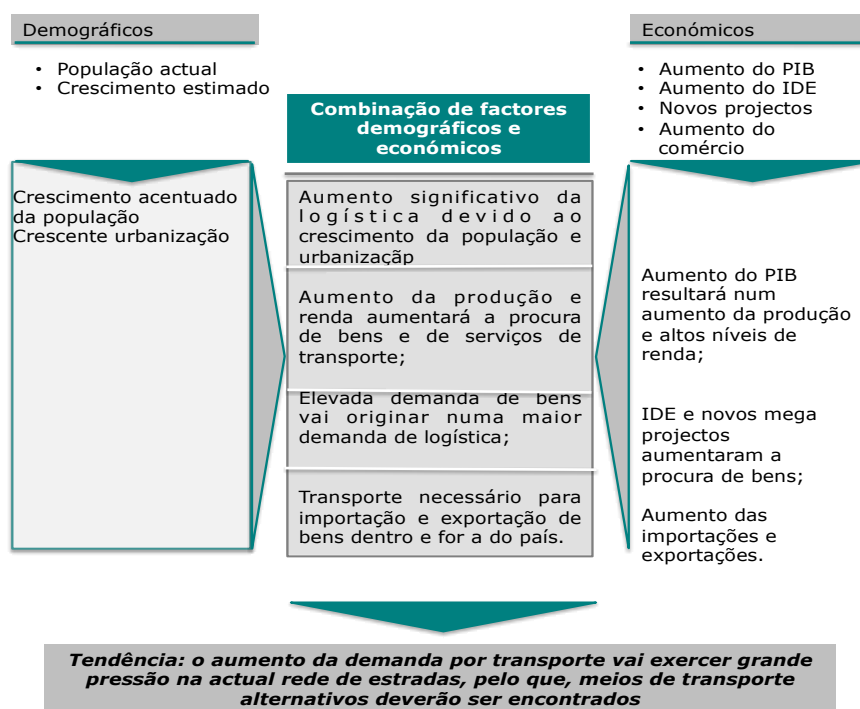 Demográficos
• População actual
• Crescimento estimado
Crescimento acentuado
da população
Crescente urbanização
Combinação de factores
demográficos e
económicos
Aumento significativo da
logística devido ao
crescimento da população e
urbanizaçãp
Aumento da produção e
renda aumentará a procura
de bens e de serviços de
transporte;
Elevada demanda de bens
vai originar numa maior
demanda de logística;
Transporte necessário para
importação e exportação de
bens dentro e for a do país.
Económicos
• Aumento do PIB
• Aumento do IDE
• Novos projectos
• Aumento do
comércio
Aumento do PIB
resultará num
aumento da produção
e altos níveis de
renda;
IDE e novos mega
projectos
aumentaram a
procura de bens;
Aumento das
importações e
exportações.
Tendência: o aumento da demanda por transporte vai exercer grande
pressão na actual rede de estradas, pelo que, meios de transporte
alternativos deverão ser encontrados